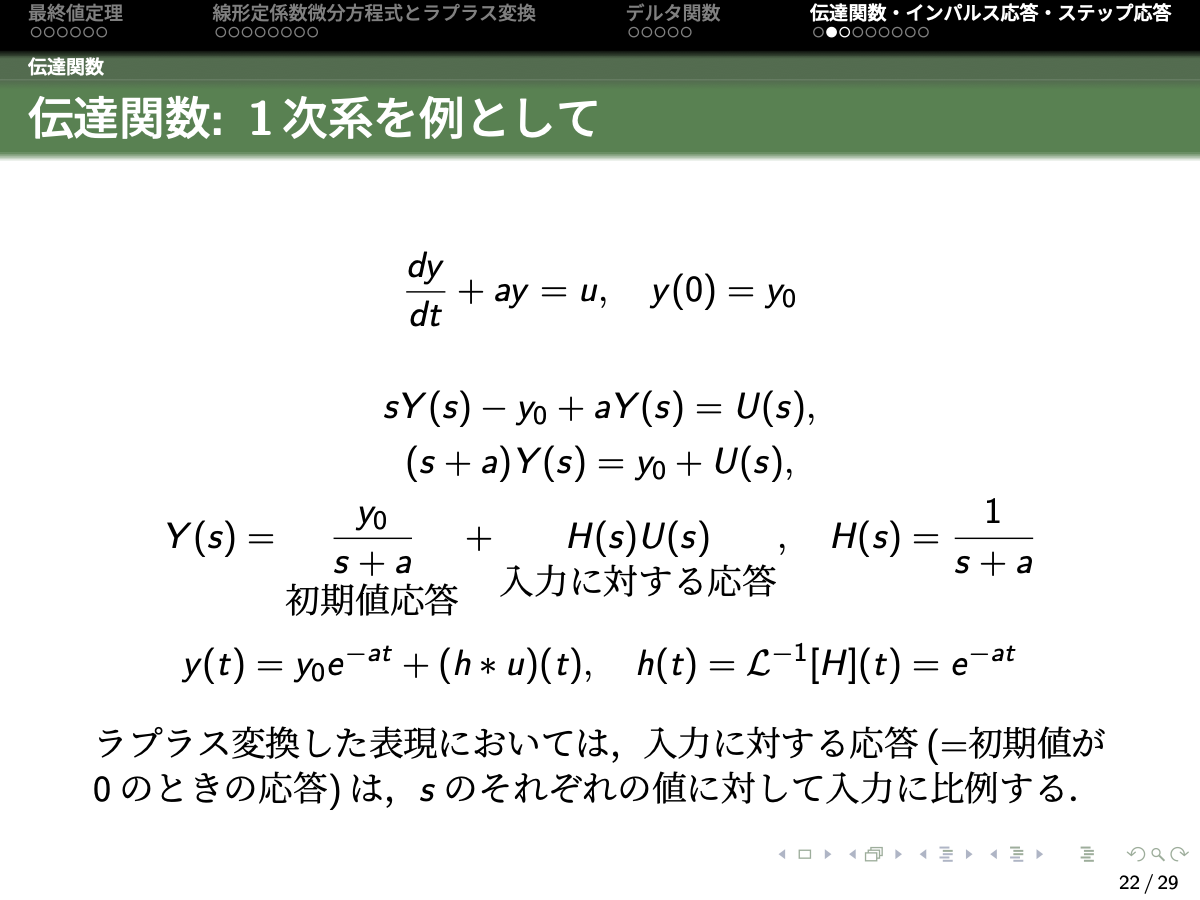 最終値定理 線形定係数微分方程式とラプラス変換 デルタ関数 伝達関数・インパルス応答・ステップ応答
伝達関数
伝達関数: 1 次系を例として
dy/dt + ay = u, y(0) = y₀
sY(s) − y₀ + aY(s) = U(s),
(s + a)Y(s) = y₀ + U(s),
Y(s) = y₀/(s + a) + H(s)U(s), H(s) = 1/(s + a)
初期値応答 入力に対する応答
y(t) = y₀e^{−at} + (h ∗ u)(t), h(t) = ℒ^{−1}[H](t) = e^{−at}
ラプラス変換した表現においては，入力に対する応答 (=初期値が
0 のときの応答) は，s のそれぞれの値に対して入力に比例する．
22 / 29